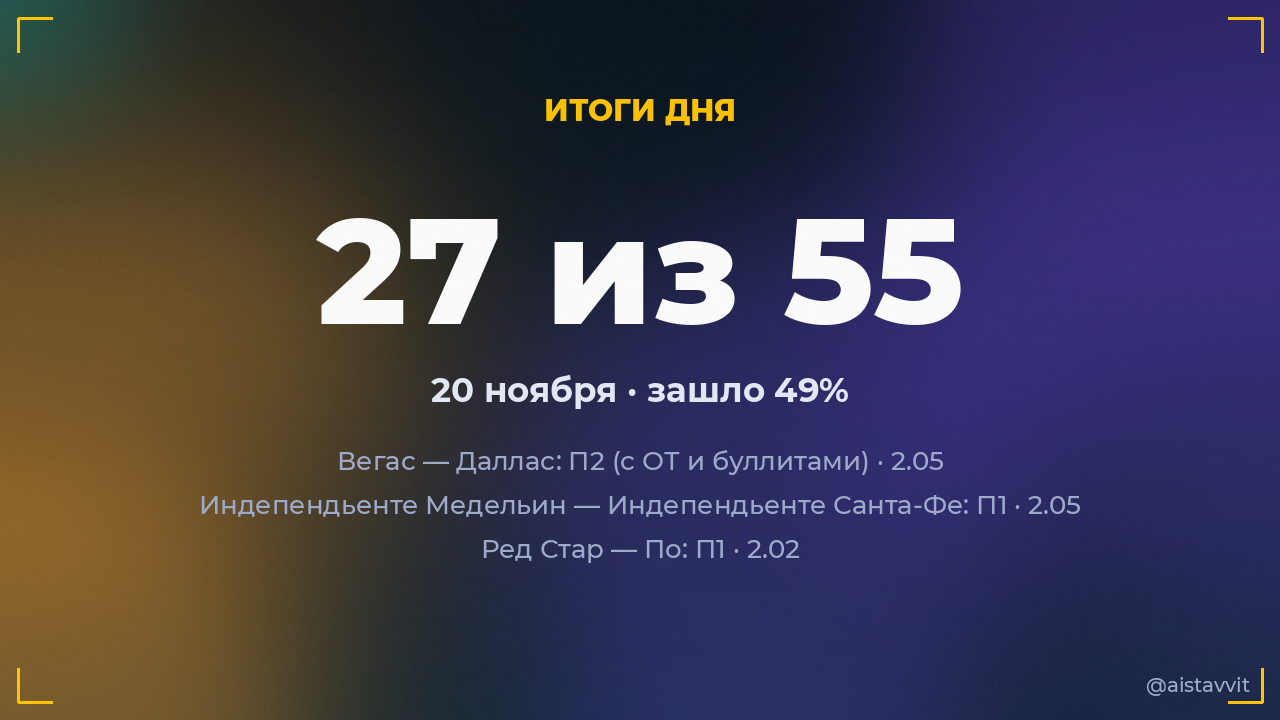 ИТОГИ ДНЯ
27 из 55
20 ноября · зашло 49%
Вегас — Даллас: П2 (с ОТ и буллитами) · 2.05
Индепендьенте Медельин — Индепендьенте Санта-Фе: П1 · 2.05
Ред Стар — По: П1 · 2.02
@aistavvit